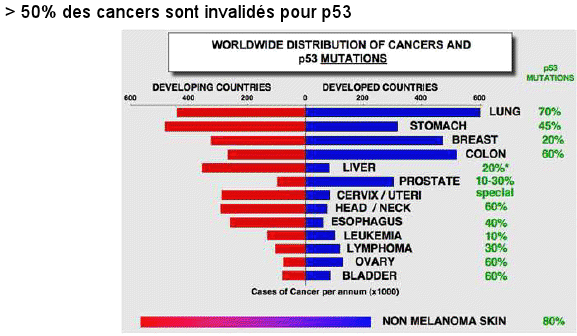 > 50% des cancers sont invalidés pour p53
WORLDWIDE DISTRIBUTION OF CANCERS AND
p53 MUTATIONS
p53
MUTATIONS
DEVELOPING COUNTRIES DEVELOPED COUNTRIES
600 400 200 0 200 400 600
LUNG 70%
STOMACH 45%
BREAST 20%
COLON 60%
LIVER 20%*
PROSTATE 10-30%
CERVIX / UTERI special
HEAD / NECK 60%
ESOPHAGUS 40%
LEUKEMIA 10%
LYMPHOMA 30%
OVARY 60%
BLADDER 60%
Cases of Cancer per annum (x1000)
NON MELANOMA SKIN 80%